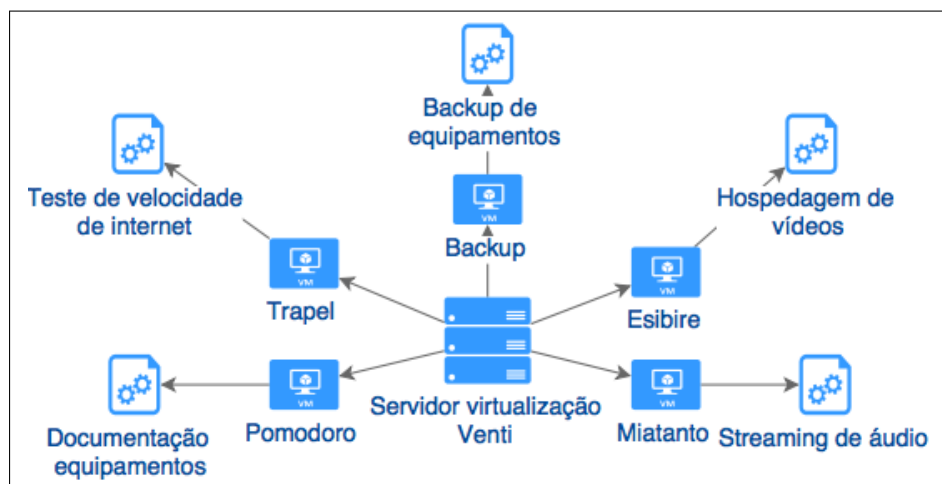 Backup de
equipamentos
Teste de velocidade
de internet
Hospedagem de
vídeos
VM
Backup
VM
Trapel
VM
Esibire
VM
Pomodoro
Servidor virtualização
Venti
VM
Miatanto
Documentação
equipamentos
Streaming de áudio